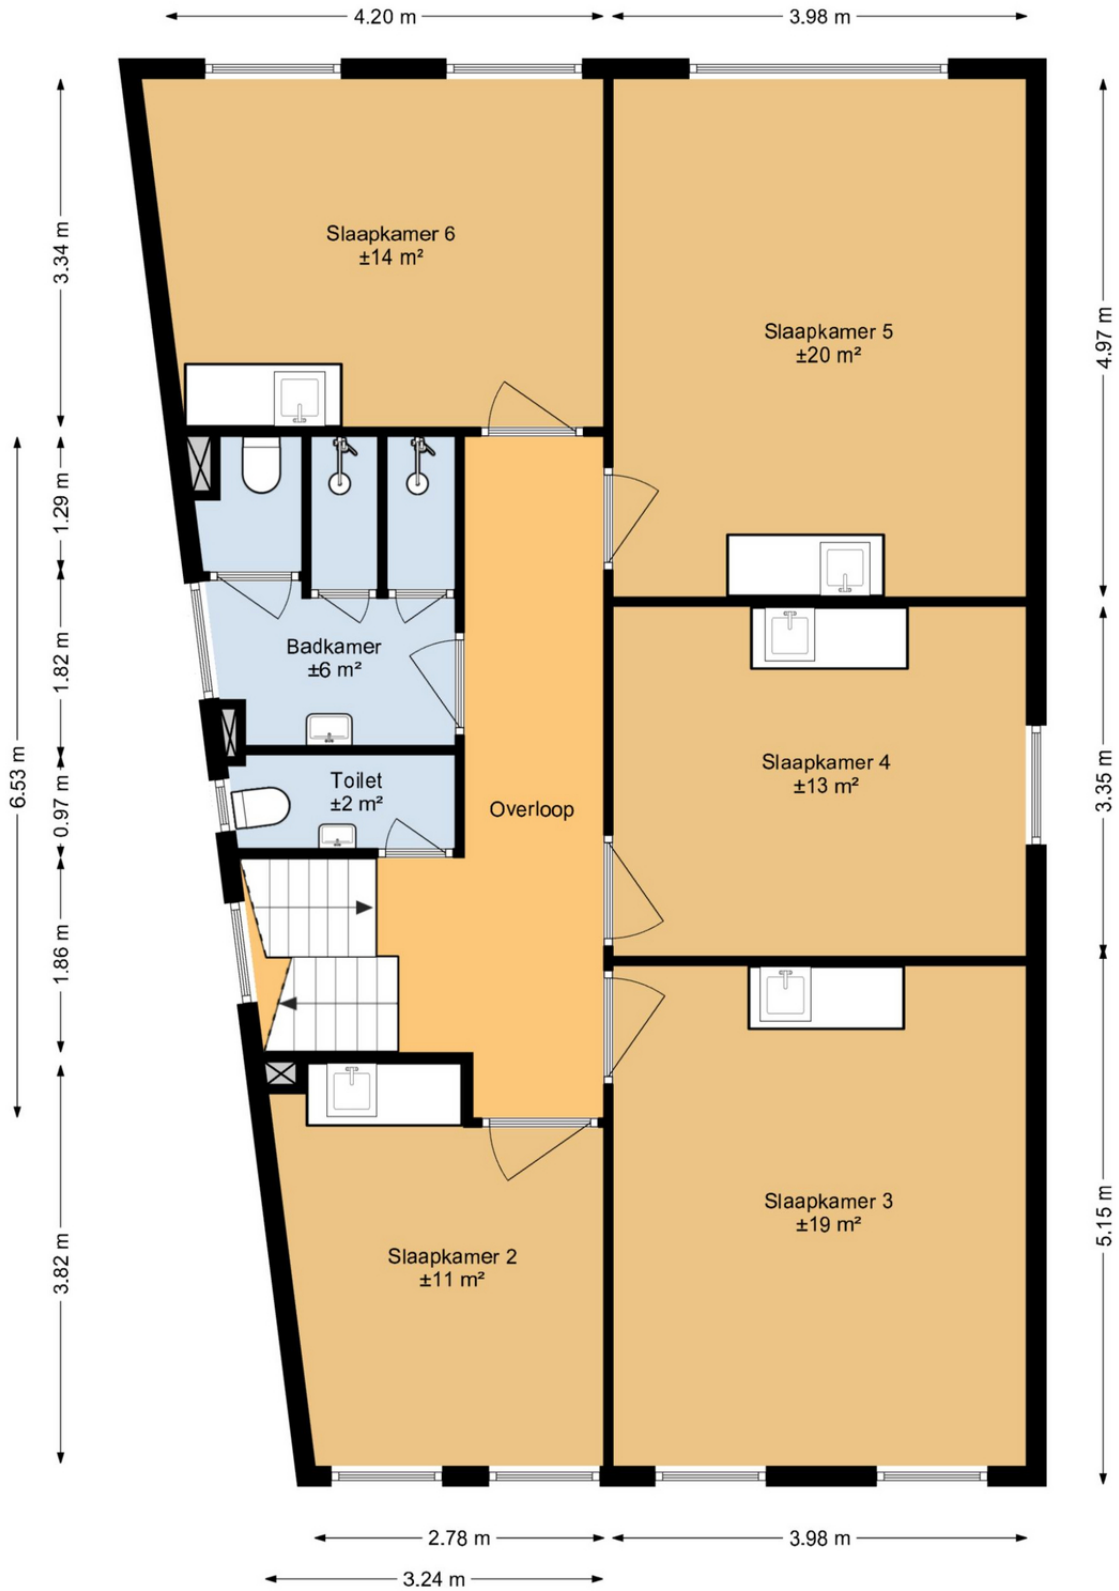 4.20 m
3.98 m
3.34 m
Slaapkamer 6
±14 m²
Slaapkamer 5
±20 m²
4.97 m
1.29 m
Badkamer
±6 m²
1.82 m
6.53 m
Toilet
±2 m²
0.97 m
Overloop
Slaapkamer 4
±13 m²
3.35 m
1.86 m
Slaapkamer 3
±19 m²
5.15 m
Slaapkamer 2
±11 m²
3.82 m
2.78 m
3.98 m
3.24 m